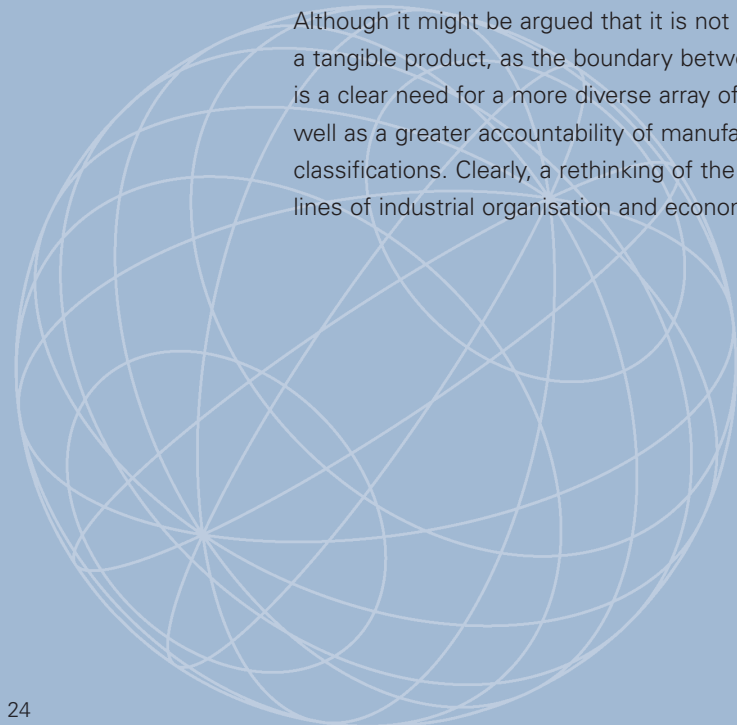 Although it might be argued that it is not
a tangible product, as the boundary betw
is a clear need for a more diverse array of
well as a greater accountability of manufa
classifications. Clearly, a rethinking of the
lines of industrial organisation and econor
24